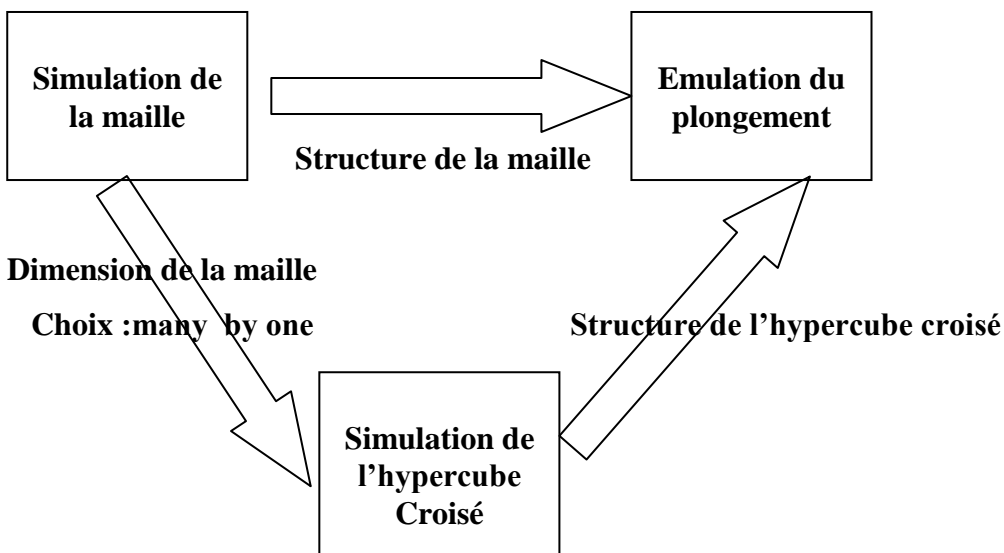 Simulation de
la maille
Emulation du
plongement
Structure de la maille
Dimension de la maille
Choix :many  by one
Structure de l’hypercube croisé
Simulation de
l’hypercube
Croisé